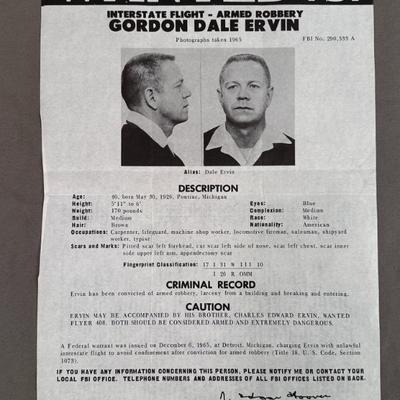 INTERSTATE FLIGHT - ARMED ROBBERY
GORDON DALE ERVIN
Photographs taken 1965
FBI No. 290,533 A
Alias: Dale Ervin
DESCRIPTION
Age: 40, born May 30, 1926, Pontiac, Michigan
Height: 5'11" to 6' Eyes: Blue
Weight: 170 pounds Complexion: Medium
Build: Medium Race: White
Hair: Brown Nationality: American
Occupations: Carpenter, lifeguard, machine shop worker, locomotive fireman, salesman, shipyard
worker, typist
Scars and Marks: Pitted scar left forehead, cut scar left side of nose, scar left chest, scar inner
side upper left arm, appendectomy scar
Fingerprint Classification: 17 I 31 W III 10
I 26 R OMM
CRIMINAL RECORD
Ervin has been convicted of armed robbery, larceny from a building and breaking and entering.
CAUTION
ERVIN MAY BE ACCOMPANIED BY HIS BROTHER, CHARLES EDWARD ERVIN, WANTED
FLYER 408. BOTH SHOULD BE CONSIDERED ARMED AND EXTREMELY DANGEROUS.
A Federal warrant was issued on December 6, 1965, at Detroit, Michigan, charging Ervin with unlawful
interstate flight to avoid confinement after conviction for armed robbery (Title 18, U. S. Code, Section
1073).
IF YOU HAVE ANY INFORMATION CONCERNING THIS PERSON, PLEASE NOTIFY ME OR CONTACT YOUR
LOCAL FBI OFFICE. TELEPHONE NUMBERS AND ADDRESSES OF ALL FBI OFFICES LISTED ON BACK.
J. Edgar Hoover